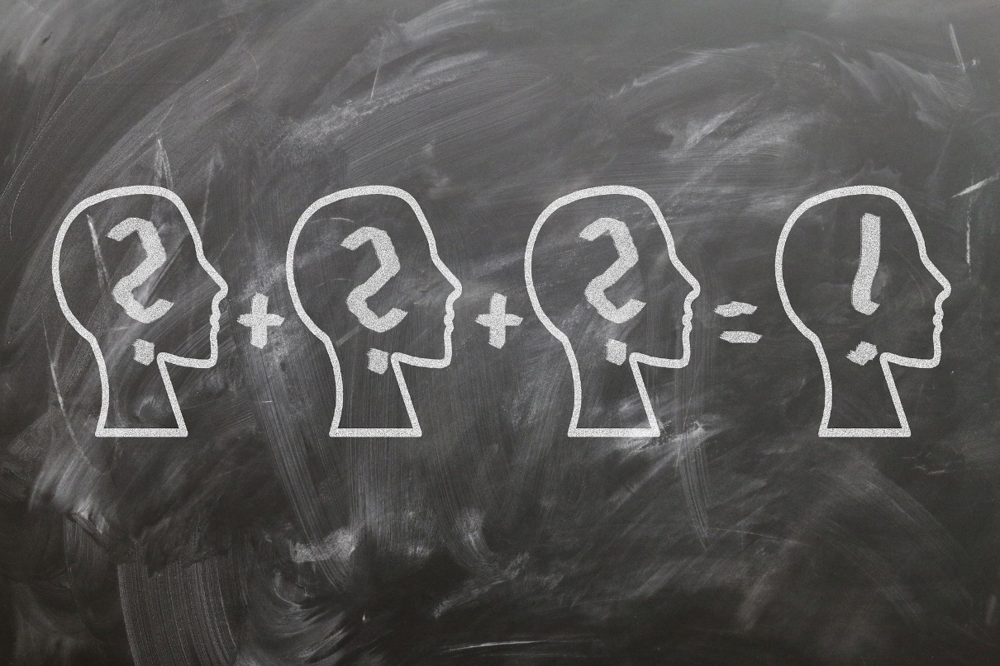 ? + ? + ? = !